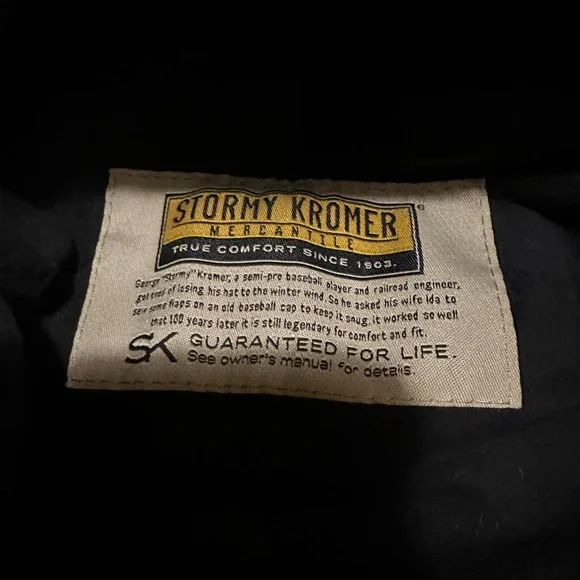 STORMY KROMER
MERCANTILE
TRUE COMFORT SINCE 1903.
George "Stormy" Kromer, a semi-pro baseball player and railroad engineer,
got tired of losing his hat to the winter wind. So he asked his wife Ida to
sew some flaps on an old baseball cap to keep it snug. it worked so well
that 100 years later it is still legendary for comfort and fit.
SK GUARANTEED FOR LIFE.
See owner's manual for details.